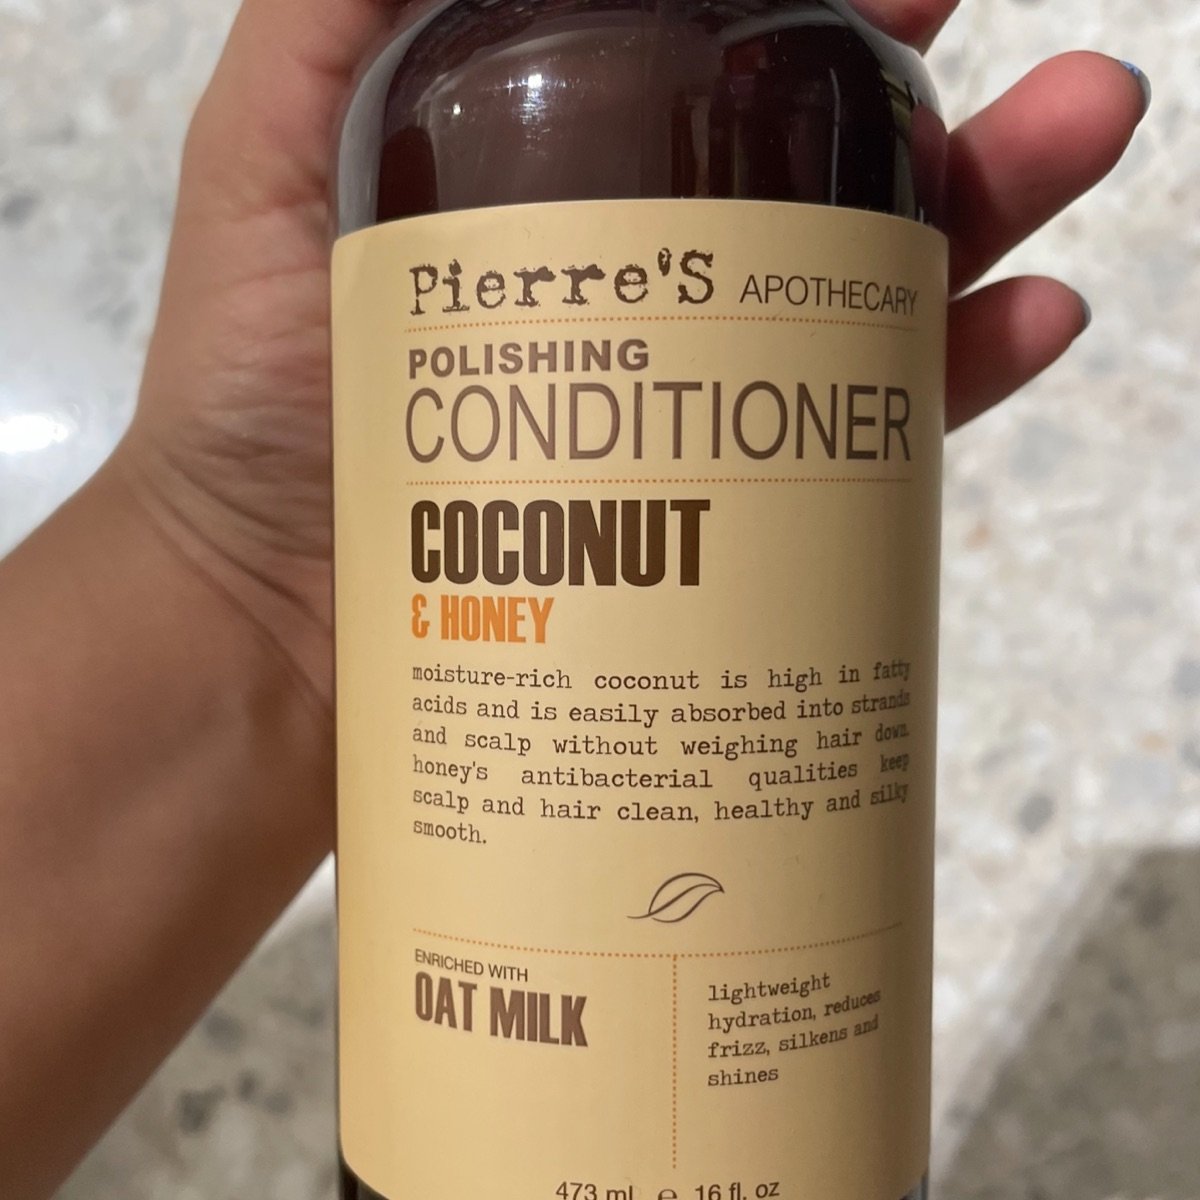 Pierre'S APOTHECARY
POLISHING
CONDITIONER
COCONUT
& HONEY
moisture-rich coconut is high in fatty
acids and is easily absorbed into strands
and scalp without weighing hair down.
honey's antibacterial qualities keep
scalp and hair clean, healthy and silky
smooth.
ENRICHED WITH
OAT MILK
lightweight
hydration, reduces
frizz, silkens and
shines
473 ml e 16 fl. oz